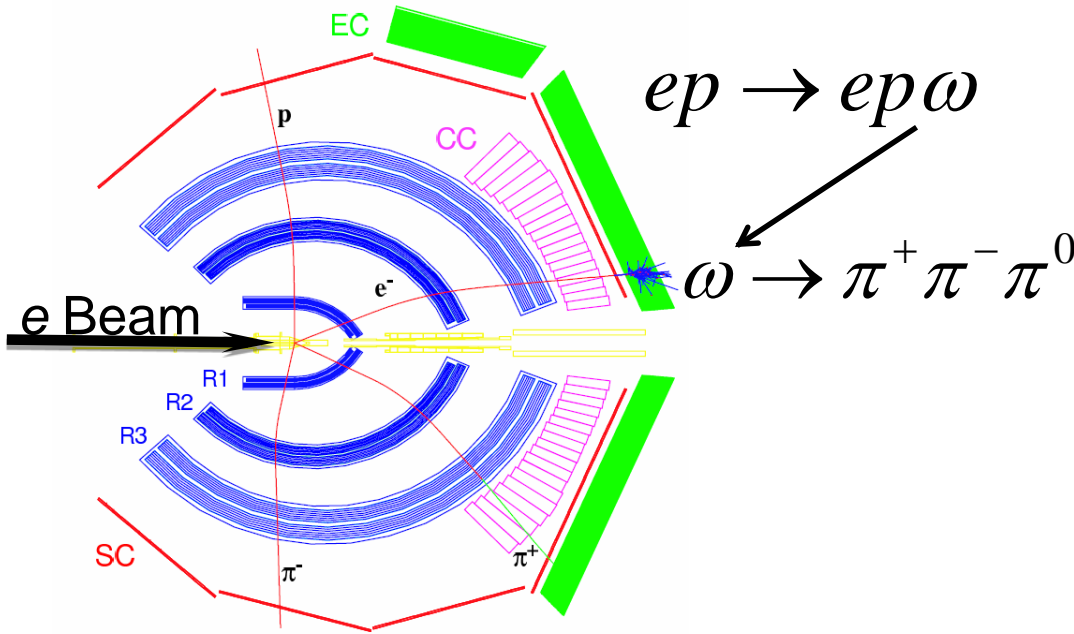 EC
ep → epω
p
CC
ω → π⁺ π⁻ π⁰
e⁻
e Beam
R1
R2
R3
SC
π⁻
π⁺